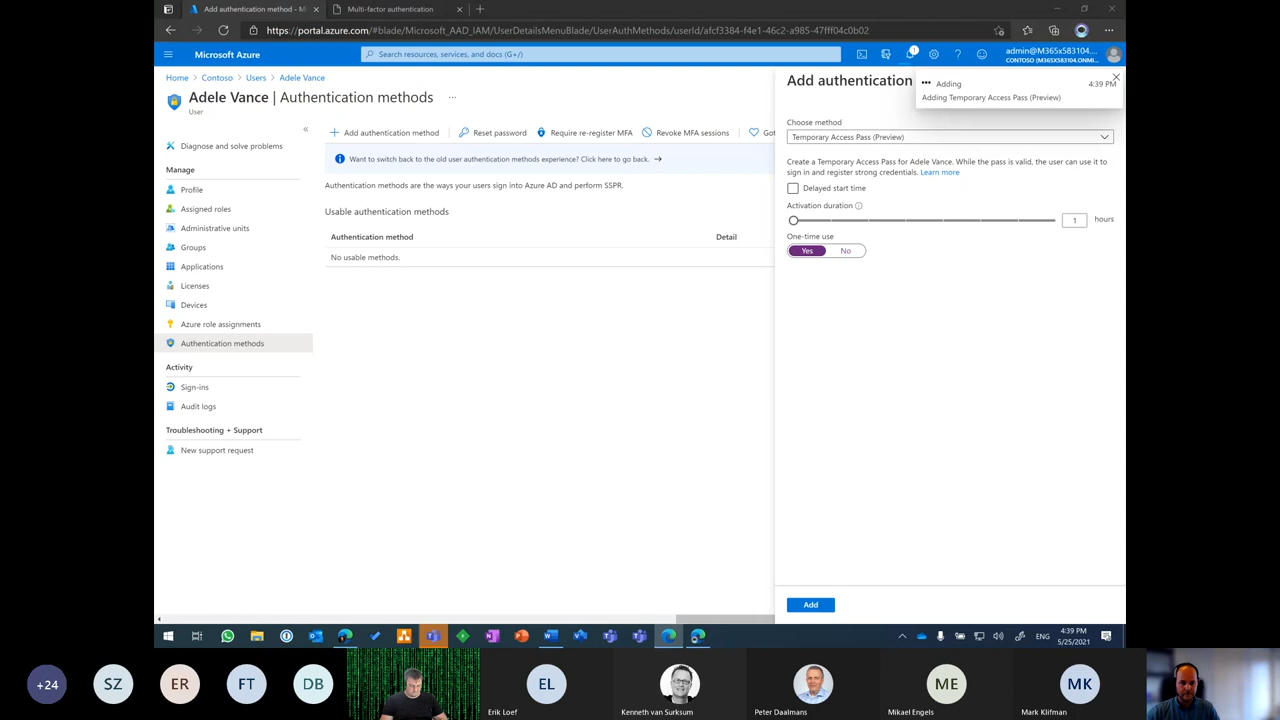 Add authentication method -
Multi-factor authentication
https://portal.azure.com/#blade/Microsoft_AAD_IAM/UserDetailsMenuBlade/UserAuthMethods/userId/afcf3384-f4e1-46c2-a985-47fff04c0b02
Microsoft Azure
Search resources, services, and docs (G+/)
1
admin@M365x583104....
CONTOSO (M365X583104.ONMI...
Home
Contoso
Users
Adele Vance
Adele Vance | Authentication methods
...
User
«
Diagnose and solve problems
Manage
Profile
Assigned roles
Administrative units
Groups
Applications
Licenses
Devices
Azure role assignments
Authentication methods
Activity
Sign-ins
Audit logs
Troubleshooting + Support
New support request
+ Add authentication method
Reset password
Require re-register MFA
Revoke MFA sessions
Got
Want to switch back to the old user authentication methods experience? Click here to go back. →
Authentication methods are the ways your users sign into Azure AD and perform SSPR.
Usable authentication methods
Authentication method
Detail
No usable methods.
Add authentication
Adding
4:39 PM
Adding Temporary Access Pass (Preview)
Choose method
Temporary Access Pass (Preview)
Create a Temporary Access Pass for Adele Vance. While the pass is valid, the user can use it to
sign in and register strong credentials. Learn more
Delayed start time
Activation duration
1 hours
One-time use
Yes No
Add
ENG
4:39 PM
5/25/2021
+24
SZ
ER
FT
DB
EL
ME
MK
Erik Loef
Kenneth van Surksum
Peter Daalmans
Mikael Engels
Mark Klifman